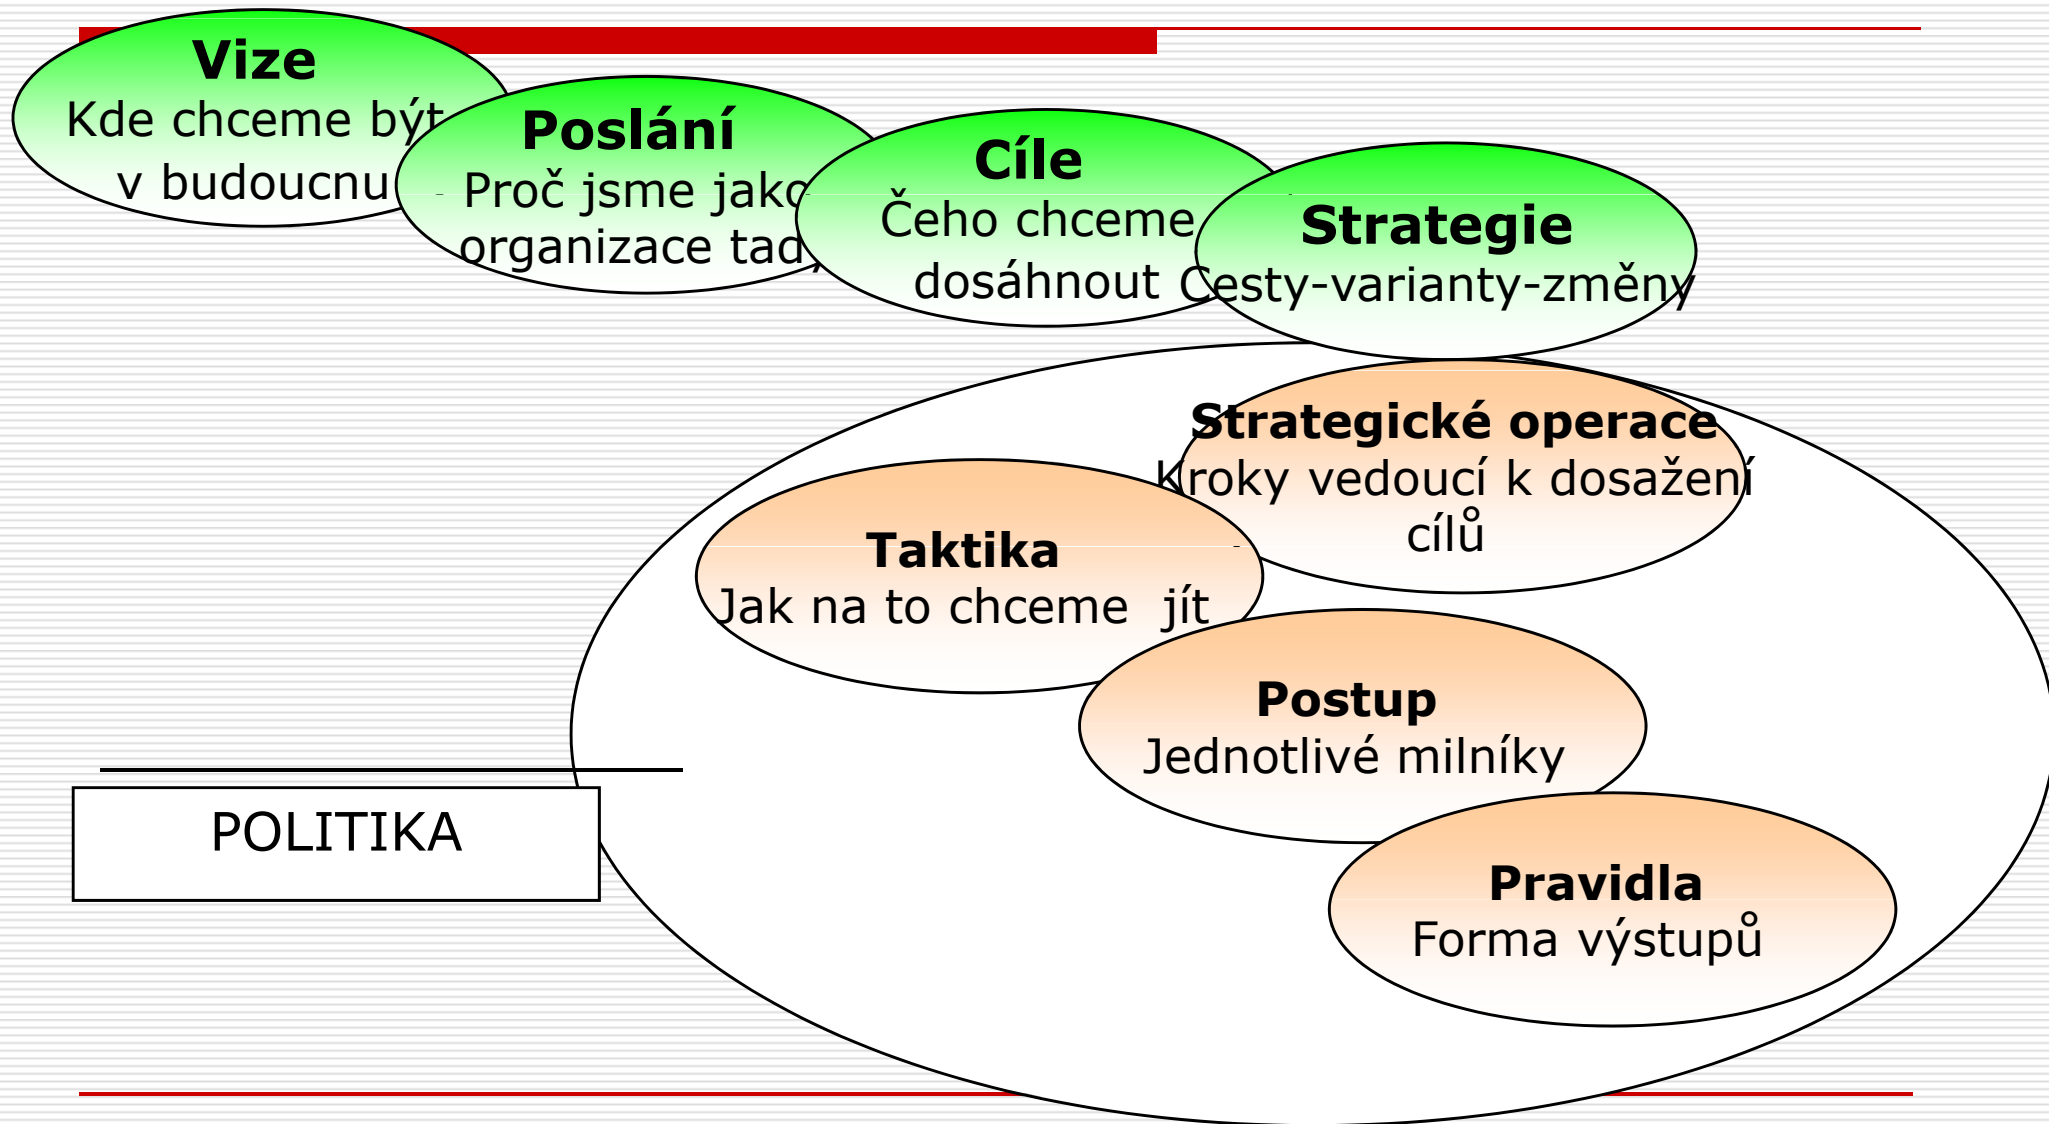 Vize
Kde chceme být
v budoucnu
Poslání
Proč jsme jako
organizace tady
Cíle
Čeho chceme
dosáhnout
Strategie
Cesty-varianty-změny
Strategické operace
Kroky vedoucí k dosažení
cílů
Taktika
Jak na to chceme  jít
Postup
Jednotlivé milníky
POLITIKA
Pravidla
Forma výstupů